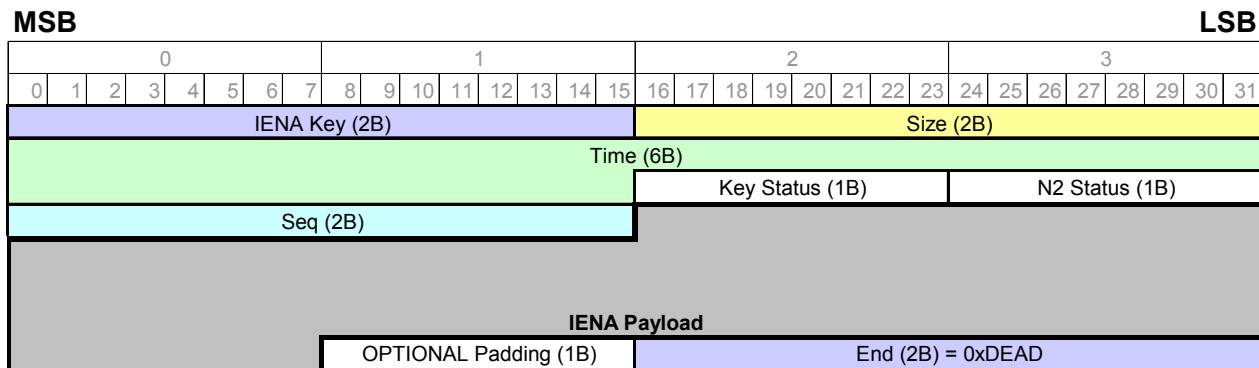 MSB LSB
0 1 2 3
0 1 2 3 4 5 6 7 8 9 10 11 12 13 14 15 16 17 18 19 20 21 22 23 24 25 26 27 28 29 30 31
IENA Key (2B) Size (2B)
Time (6B)
Key Status (1B) N2 Status (1B)
Seq (2B)
IENA Payload
OPTIONAL Padding (1B) End (2B) = 0xDEAD